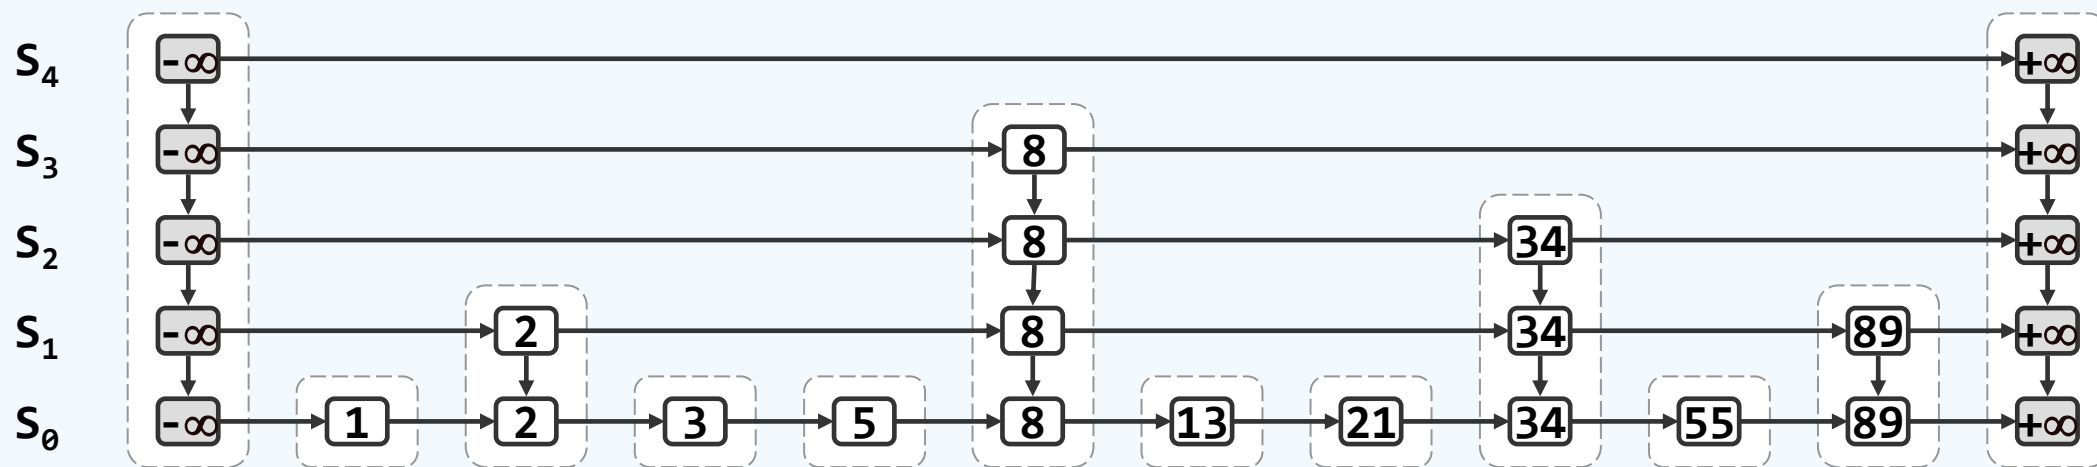 S4 -∞ +∞
S3 -∞ 8 +∞
S2 -∞ 8 34 +∞
S1 -∞ 2 8 34 89 +∞
S0 -∞ 1 2 3 5 8 13 21 34 55 89 +∞